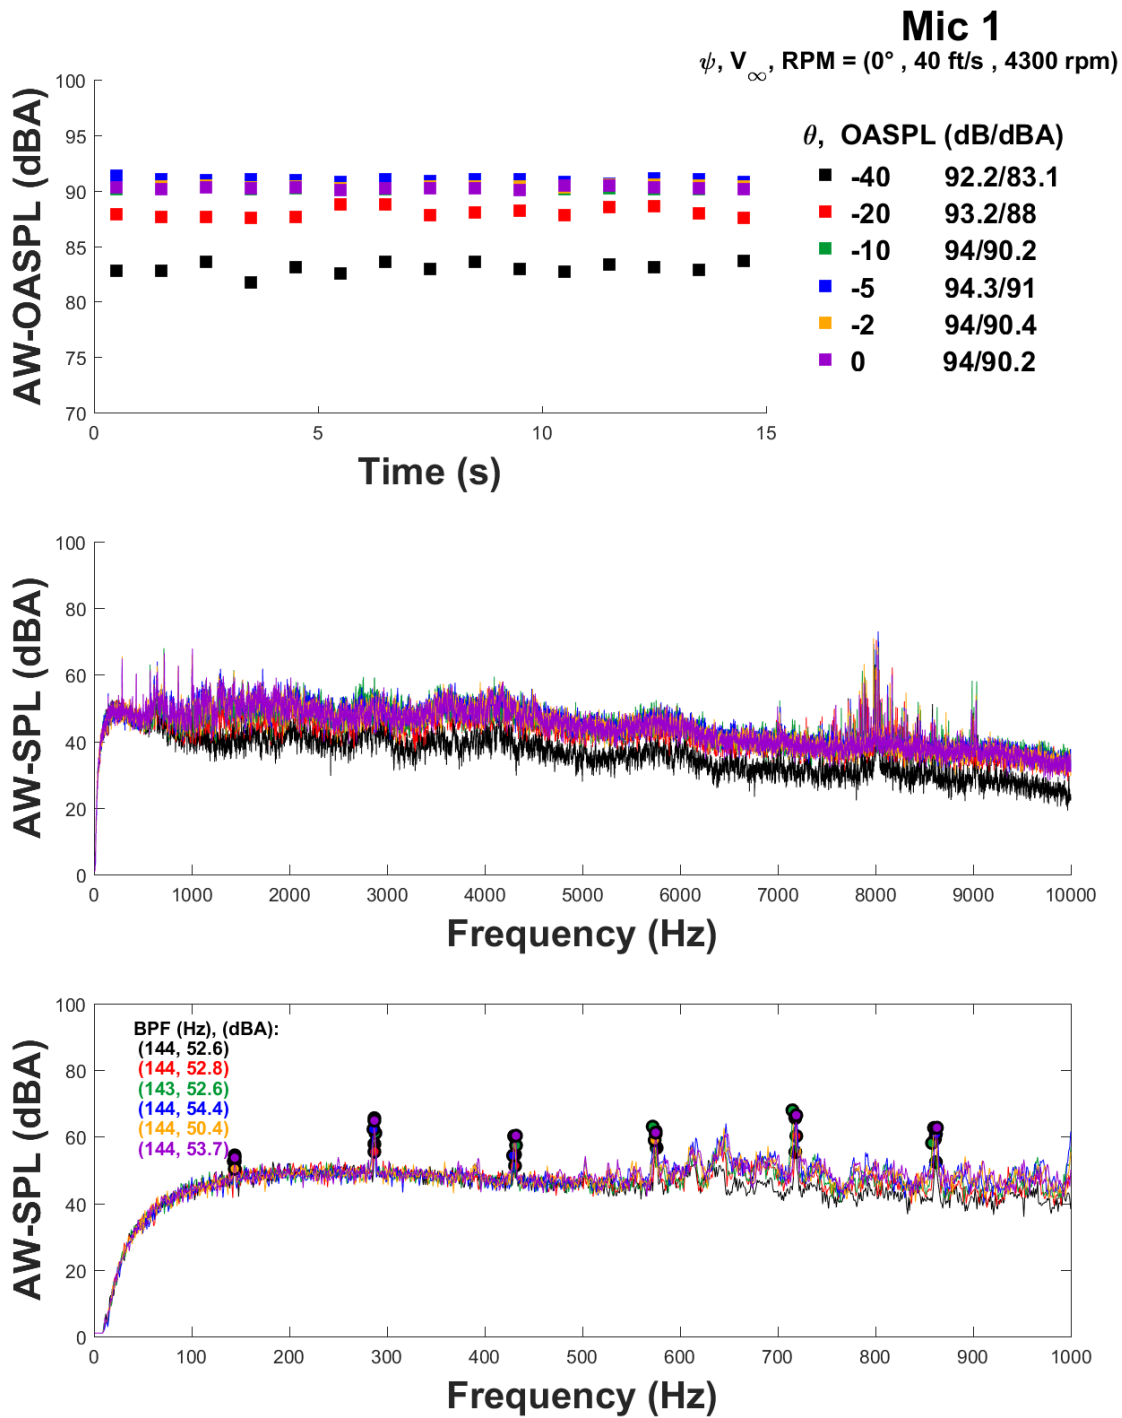 Mic 1
ψ, V∞, RPM = (0° , 40 ft/s , 4300 rpm)
θ, OASPL (dB/dBA)
-40 92.2/83.1
-20 93.2/88
-10 94/90.2
-5 94.3/91
-2 94/90.4
0 94/90.2
AW-OASPL (dBA)
100
95
90
85
80
75
70
0 5 10 15
Time (s)
AW-SPL (dBA)
100
80
60
40
20
0
0 1000 2000 3000 4000 5000 6000 7000 8000 9000 10000
Frequency (Hz)
AW-SPL (dBA)
100
80
60
40
20
0
BPF (Hz), (dBA):
(144, 52.6)
(144, 52.8)
(143, 52.6)
(144, 54.4)
(144, 50.4)
(144, 53.7)
0 100 200 300 400 500 600 700 800 900 1000
Frequency (Hz)